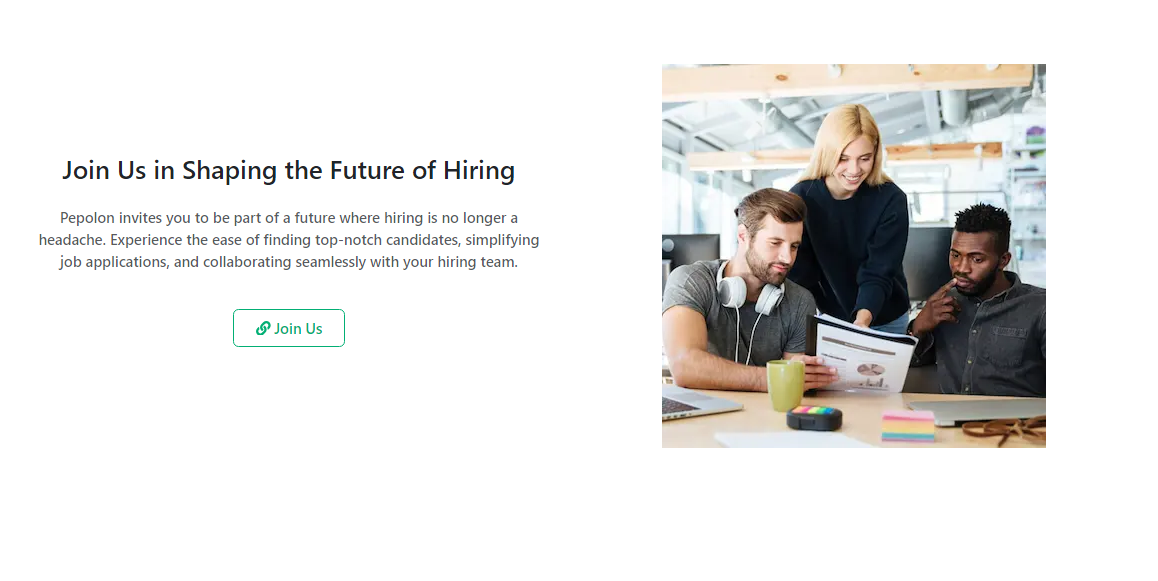 Join Us in Shaping the Future of Hiring
Pepolon invites you to be part of a future where hiring is no longer a
headache. Experience the ease of finding top-notch candidates, simplifying
job applications, and collaborating seamlessly with your hiring team.
Join Us